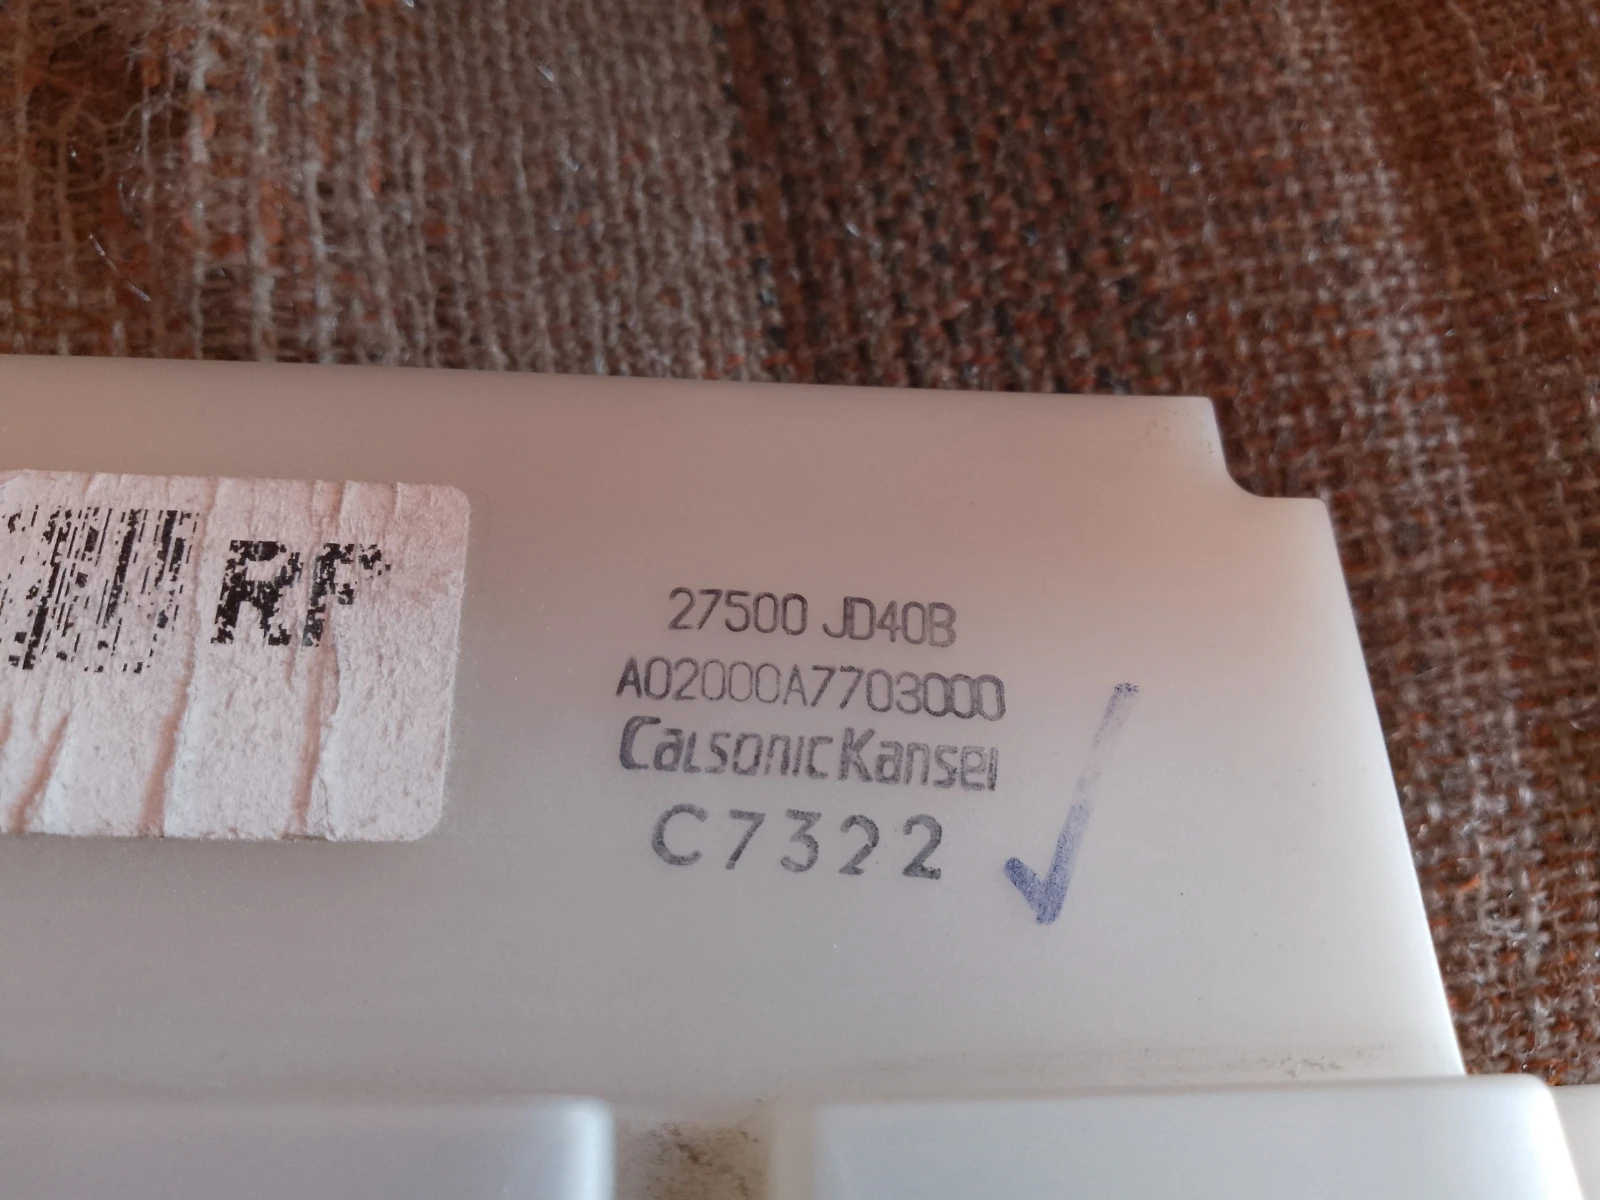 RF
27500 JD40B
A02000A7703000
CalsonicKansei
C7322